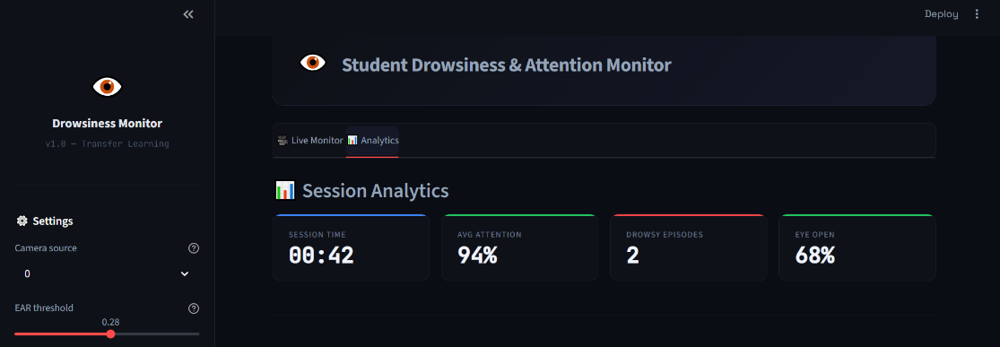 Deploy
Drowsiness Monitor
v1.0 — Transfer Learning
Settings
Camera source
0
EAR threshold
0.28
Student Drowsiness & Attention Monitor
Live Monitor
Analytics
Session Analytics
SESSION TIME
00:42
AVG ATTENTION
94%
DROWSY EPISODES
2
EYE OPEN
68%